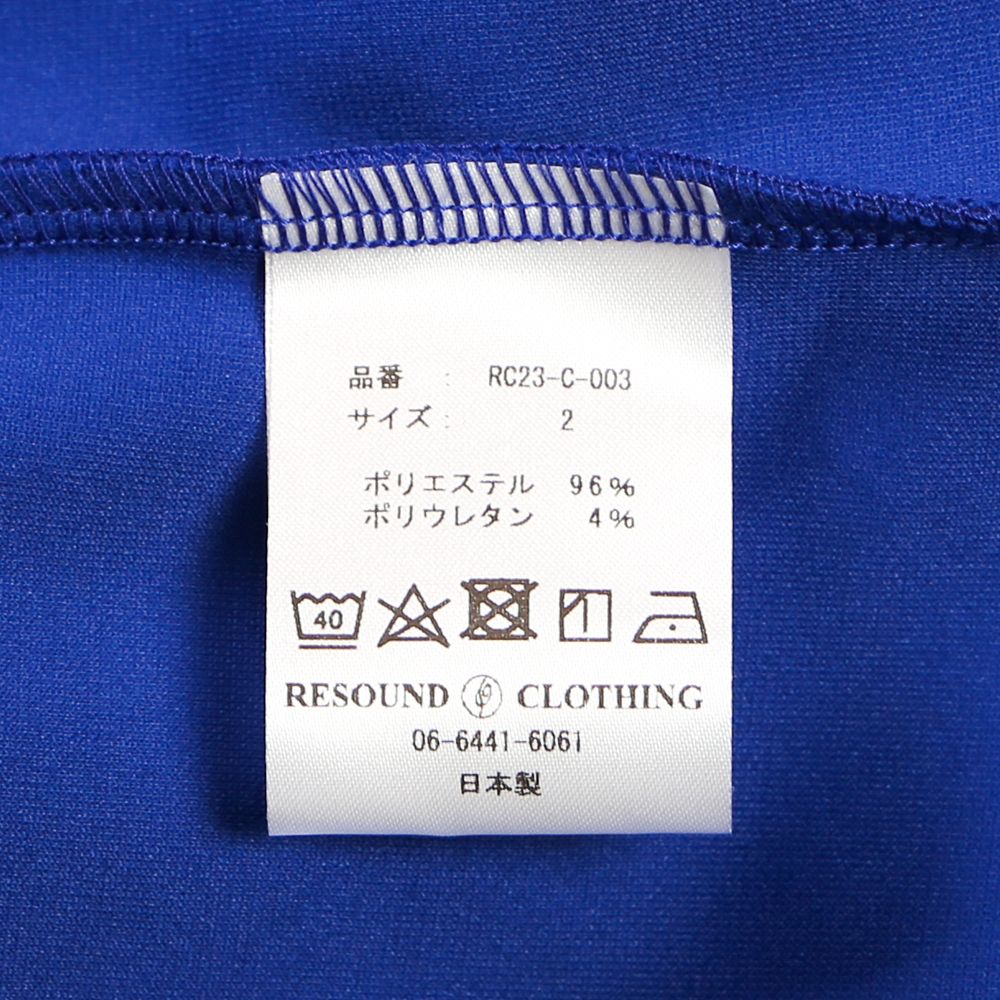 品番 : RC23-C-003
サイズ : 2
ポリエステル 96%
ポリウレタン 4%
40
RESOUND CLOTHING
06-6441-6061
日本製